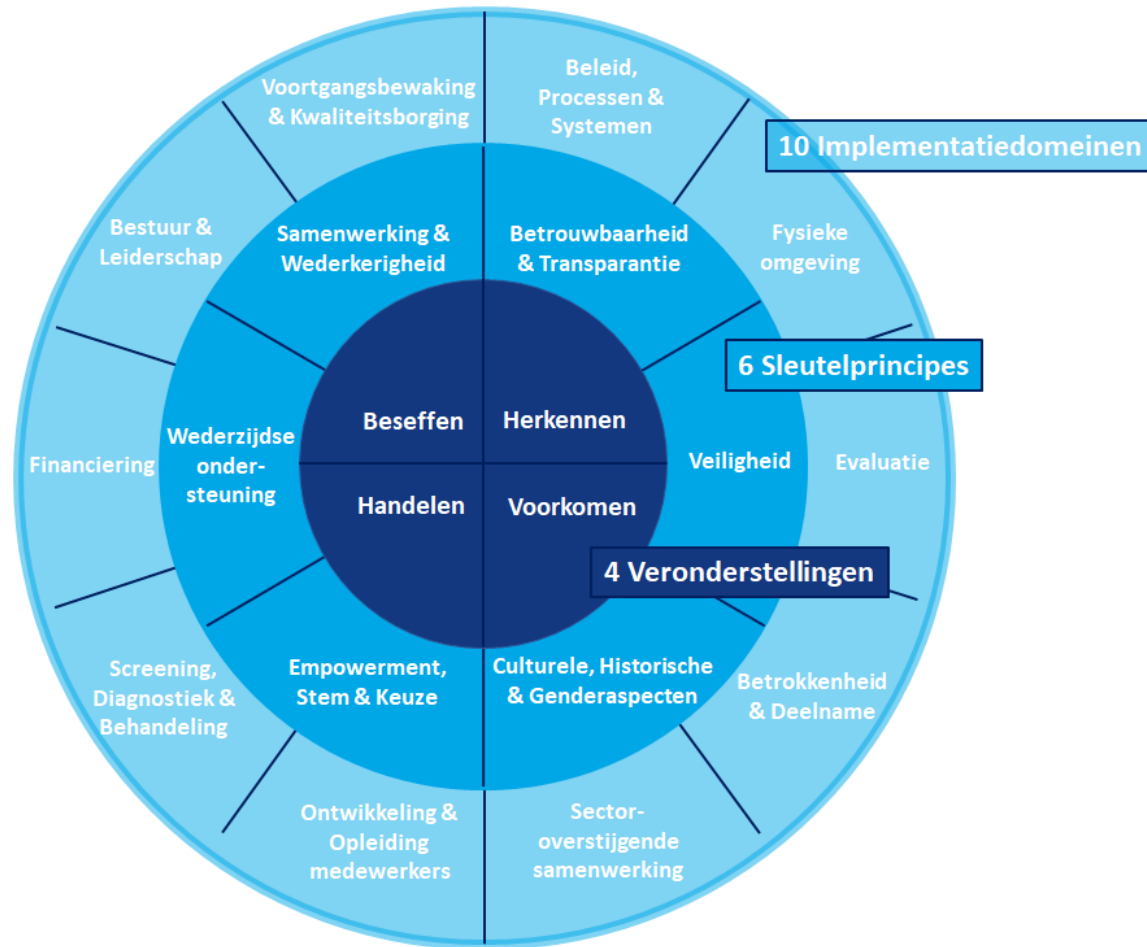 Voortgangsbewaking
& Kwaliteitsborging
Beleid,
Processen &
Systemen
10 Implementatiedomeinen
Bestuur &
Leiderschap
Samenwerking &
Wederkerigheid
Betrouwbaarheid
& Transparantie
Fysieke
omgeving
6 Sleutelprincipes
Beseffen
Herkennen
Financiering
Wederzijdse
onder-
steuning
Veiligheid
Evaluatie
Handelen
Voorkomen
4 Veronderstellingen
Screening,
Diagnostiek &
Behandeling
Empowerment,
Stem & Keuze
Culturele, Historische
& Genderaspecten
Betrokkenheid
& Deelname
Ontwikkeling &
Opleiding
medewerkers
Sector-
overstijgende
samenwerking